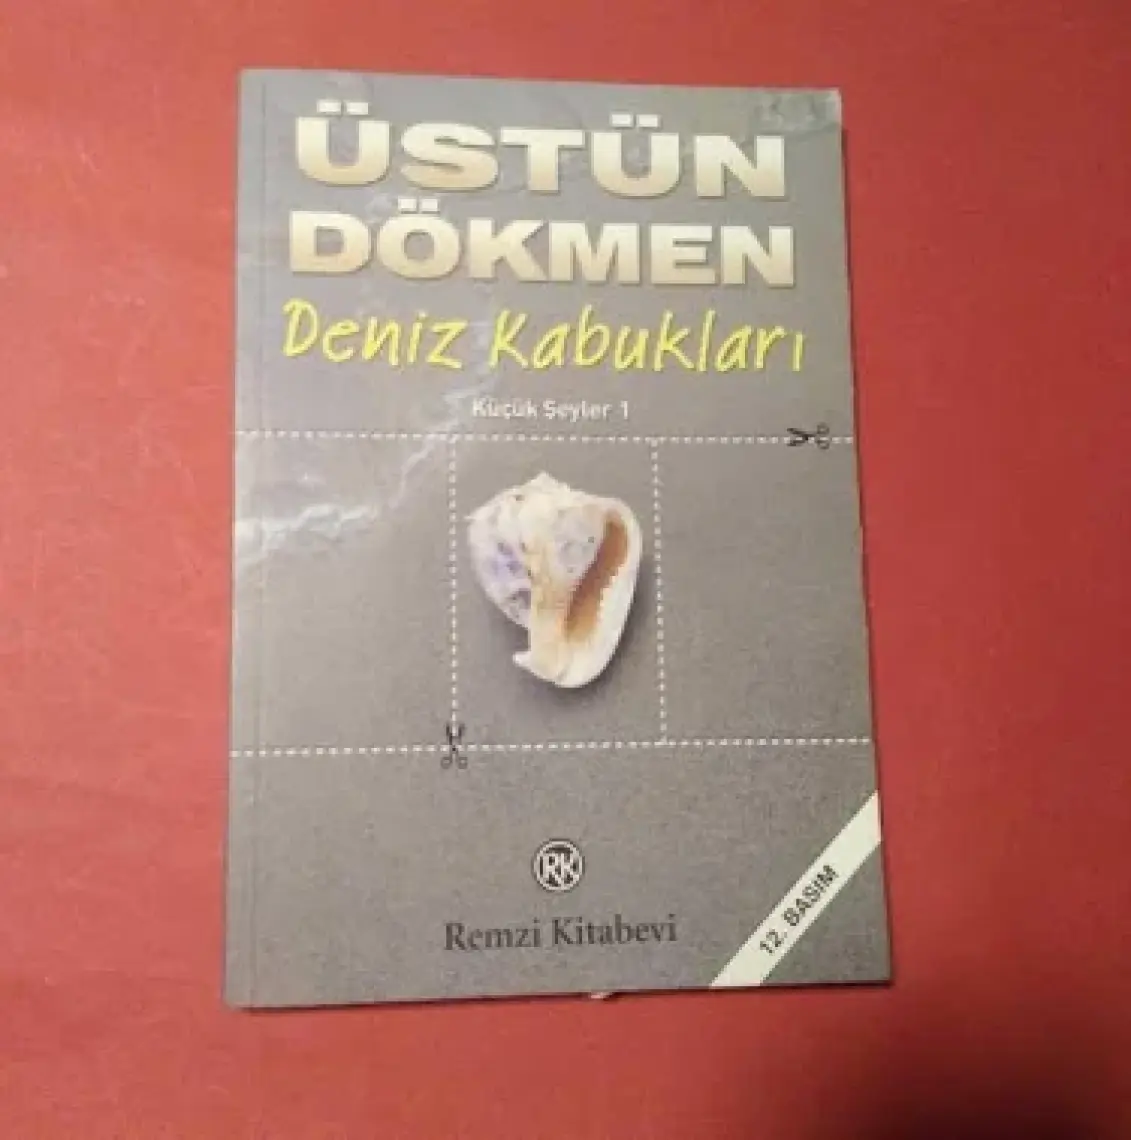 ÜSTÜN
DÖKMEN
Deniz Kabukları
Küçük Şeyler 1
RK
Remzi Kitabevi
12. BASIM